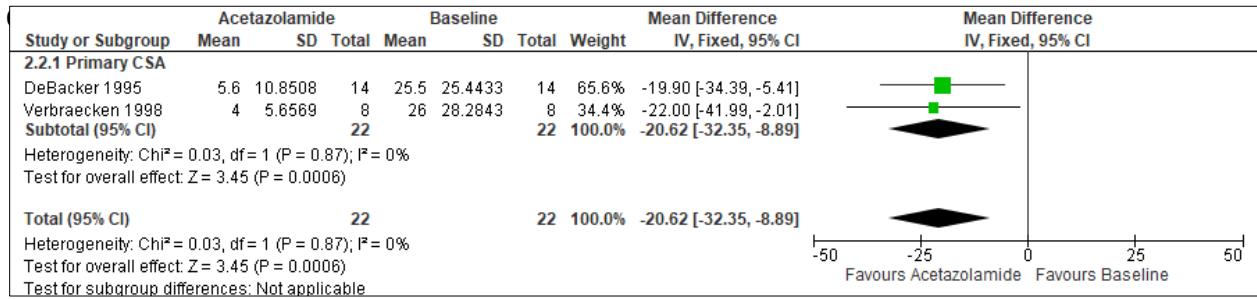 Acetazolamide Baseline Mean Difference Mean Difference
Study or Subgroup Mean SD Total Mean SD Total Weight IV, Fixed, 95% CI IV, Fixed, 95% CI
2.2.1 Primary CSA
DeBacker 1995 5.6 10.8508 14 25.5 25.4433 14 65.6% -19.90 [-34.39, -5.41]
Verbraecken 1998 4 5.6569 8 26 28.2843 8 34.4% -22.00 [-41.99, -2.01]
Subtotal (95% CI) 22 22 100.0% -20.62 [-32.35, -8.89]
Heterogeneity: Chi² = 0.03, df = 1 (P = 0.87); I² = 0%
Test for overall effect: Z = 3.45 (P = 0.0006)
Total (95% CI) 22 22 100.0% -20.62 [-32.35, -8.89]
Heterogeneity: Chi² = 0.03, df = 1 (P = 0.87); I² = 0%
Test for overall effect: Z = 3.45 (P = 0.0006)
Test for subgroup differences: Not applicable
-50 -25 0 25 50
Favours Acetazolamide Favours Baseline